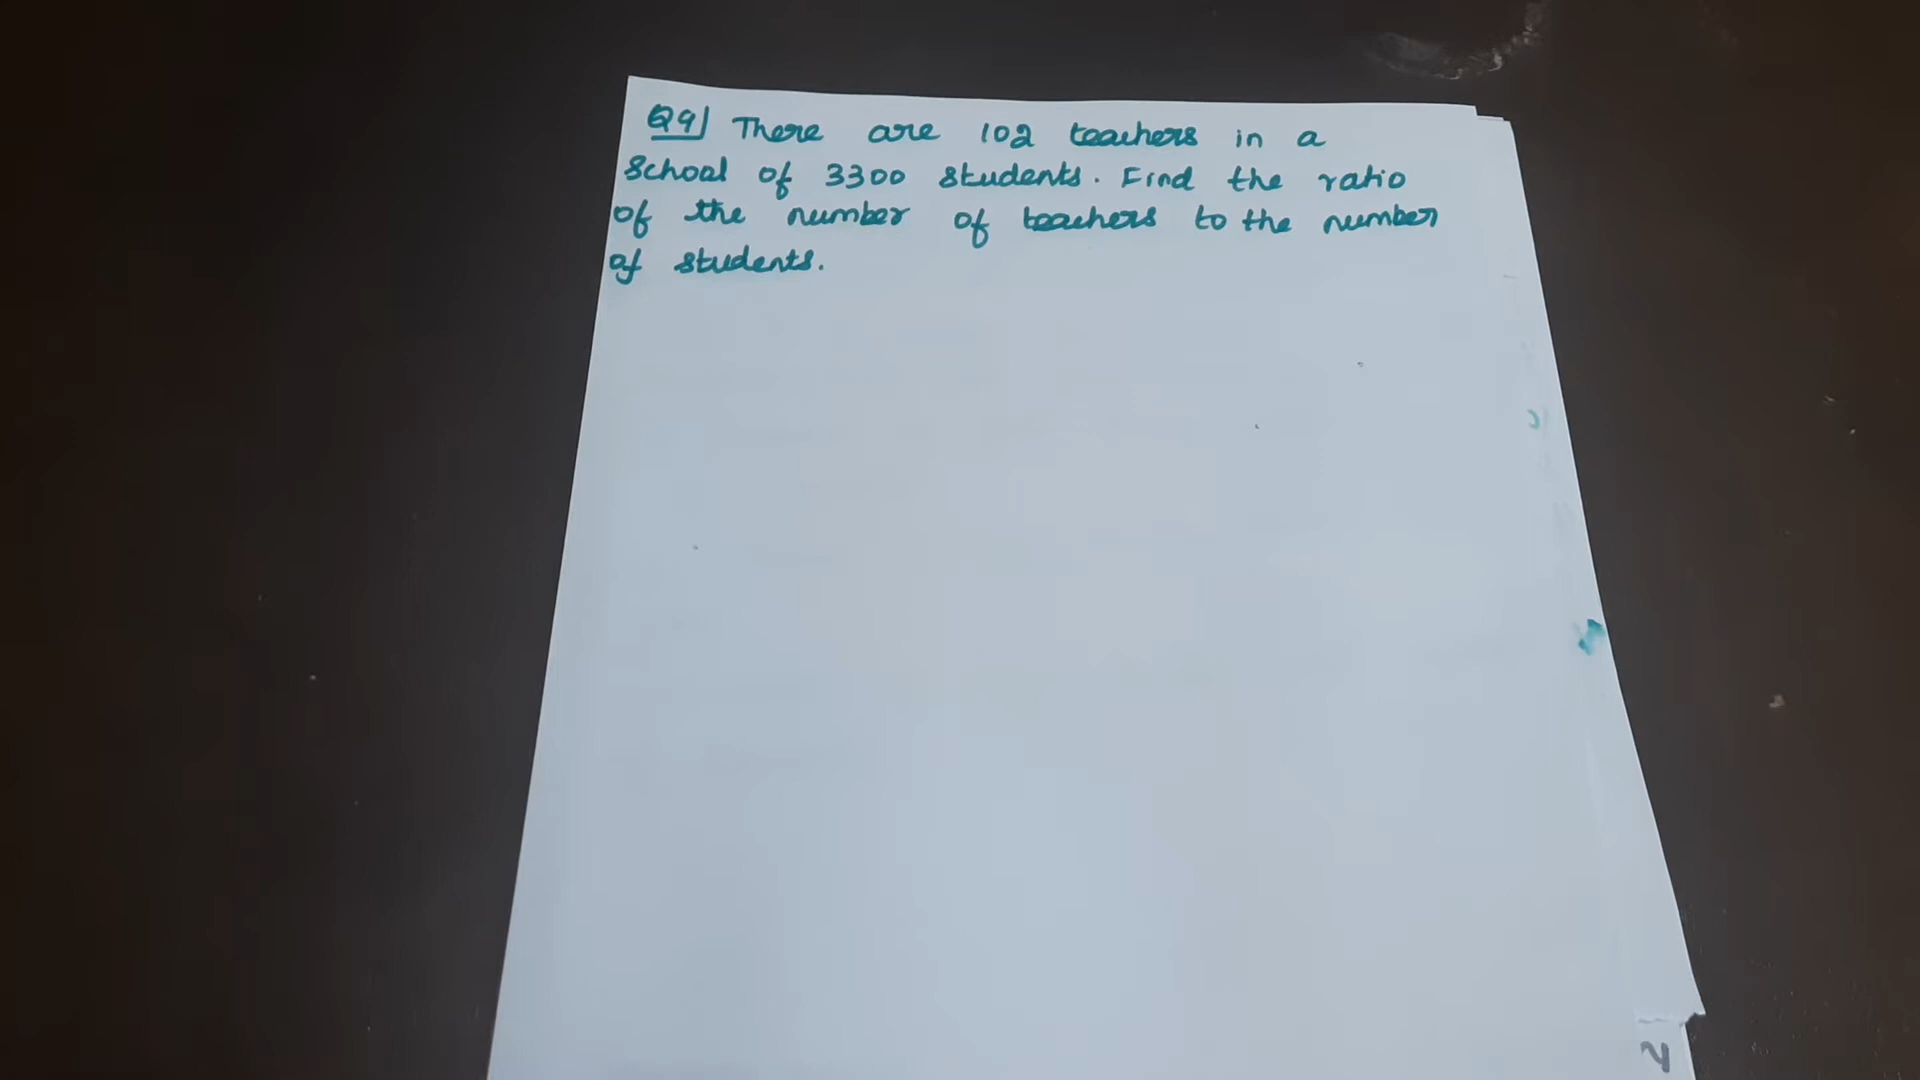 Q9| There are 102 teachers in a
School of 3300 students. Find the ratio
of the number of teachers to the number
of students.